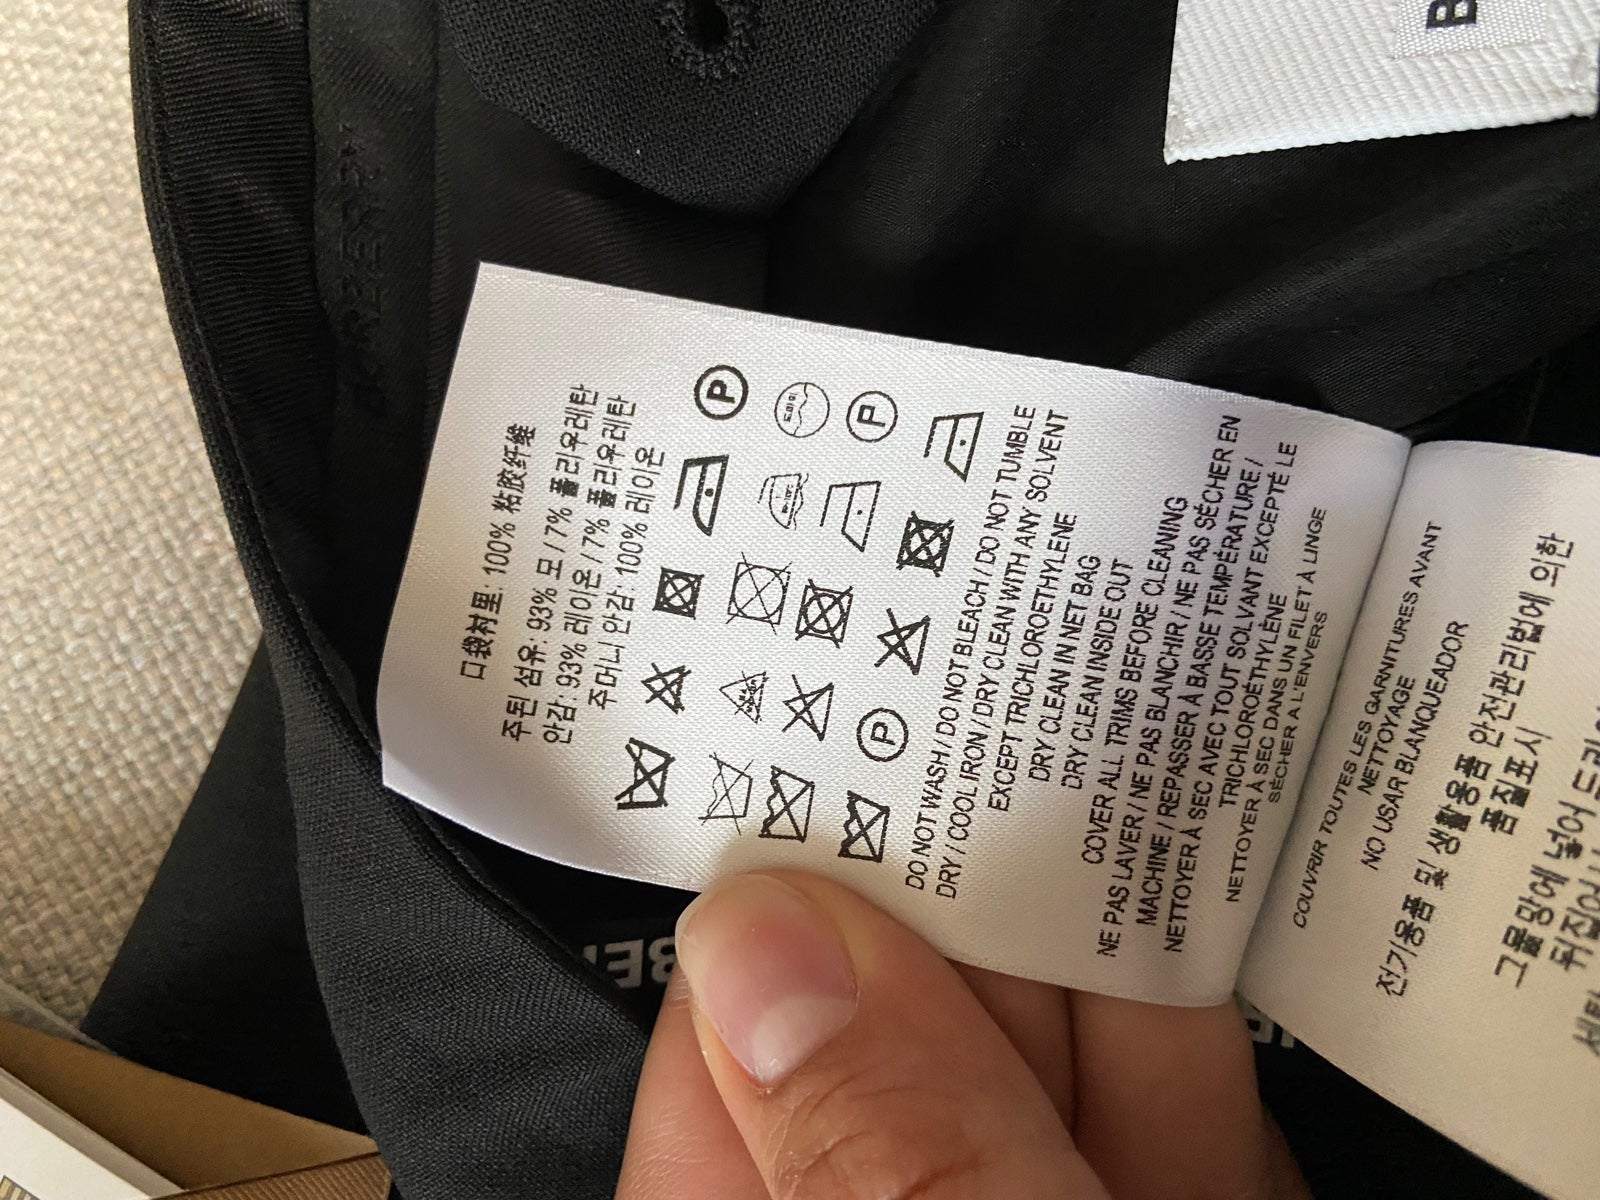 口袋衬里: 100% 粘胶纤维
주된 섬유: 93% 모 / 7% 폴리우레탄
안감: 93% 레이온 / 7% 폴리우레탄
주머니 안감: 100% 레이온
P
P
P
P
DO NOT WASH / DO NOT BLEACH / DO NOT TUMBLE
DRY / COOL IRON / DRY CLEAN WITH ANY SOLVENT
EXCEPT TRICHLOROETHYLENE
DRY CLEAN IN NET BAG
DRY CLEAN INSIDE OUT
COVER ALL TRIMS BEFORE CLEANING
NE PAS LAVER / NE PAS BLANCHIR / NE PAS SÉCHER EN
MACHINE / REPASSER À BASSE TEMPÉRATURE /
NETTOYER À SEC AVEC TOUT SOLVANT EXCEPTÉ LE
TRICHLOROÉTHYLÈNE
NETTOYER À SEC DANS UN FILET À LINGE
SÉCHER À L'ENVERS
COUVRIR TOUTES LES GARNITURES AVANT
NETTOYAGE
NO USAR BLANQUEADOR
전기용품 및 생활용품 안전관리법에 의한
품질표시
그물망에 넣어
B